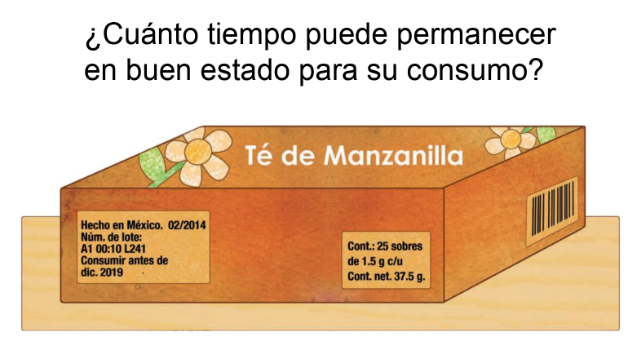 ¿Cuánto tiempo puede permanecer
en buen estado para su consumo?
Té de Manzanilla
Hecho en México. 02/2014
Núm. de lote:
A1 00:10 L241
Consumir antes de
dic. 2019
Cont.: 25 sobres
de 1.5 g c/u
Cont. net. 37.5 g.